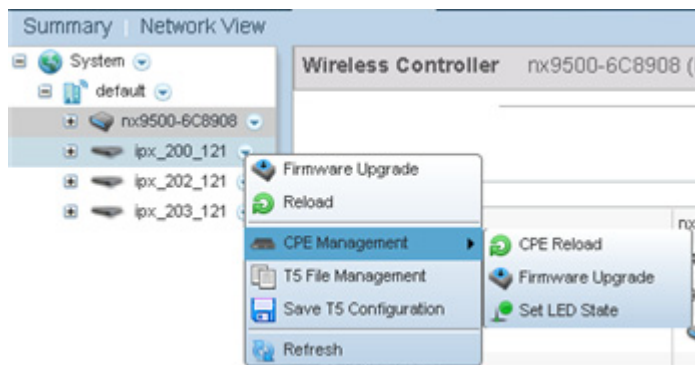 Summary | Network View
System
Wireless Controller nx9500-6C8908 (
default
nx9500-6C8908
ipx_200_121
ipx_202_121
ipx_203_121
Firmware Upgrade
Reload
CPE Management
T5 File Management
Save T5 Configuration
Refresh
CPE Reload
Firmware Upgrade
Set LED State
nx